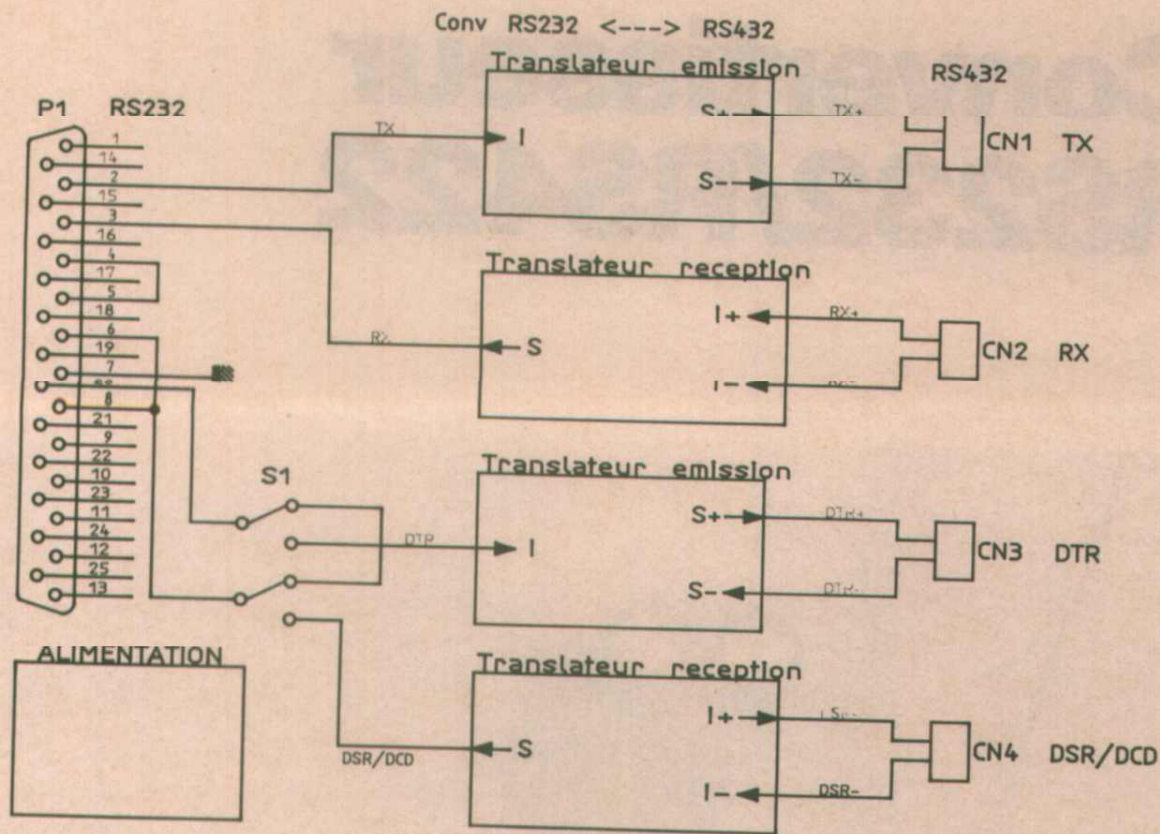 Conv RS232 <---> RS432
Translateur emission
RS432
P1 RS232
TX
I
S+
TX+
S-
TX-
CN1 TX
1
14
2
15
3
16
4
17
5
18
6
19
7
8
21
9
22
10
23
11
24
12
25
13
Translateur reception
I+
RX+
RX
S
I-
CN2 RX
S1
Translateur emission
S+
DTR+
DTR
I
S-
DTR-
CN3 DTR
ALIMENTATION
Translateur reception
I+
S
DSR/DCD
I-
DSR-
CN4 DSR/DCD